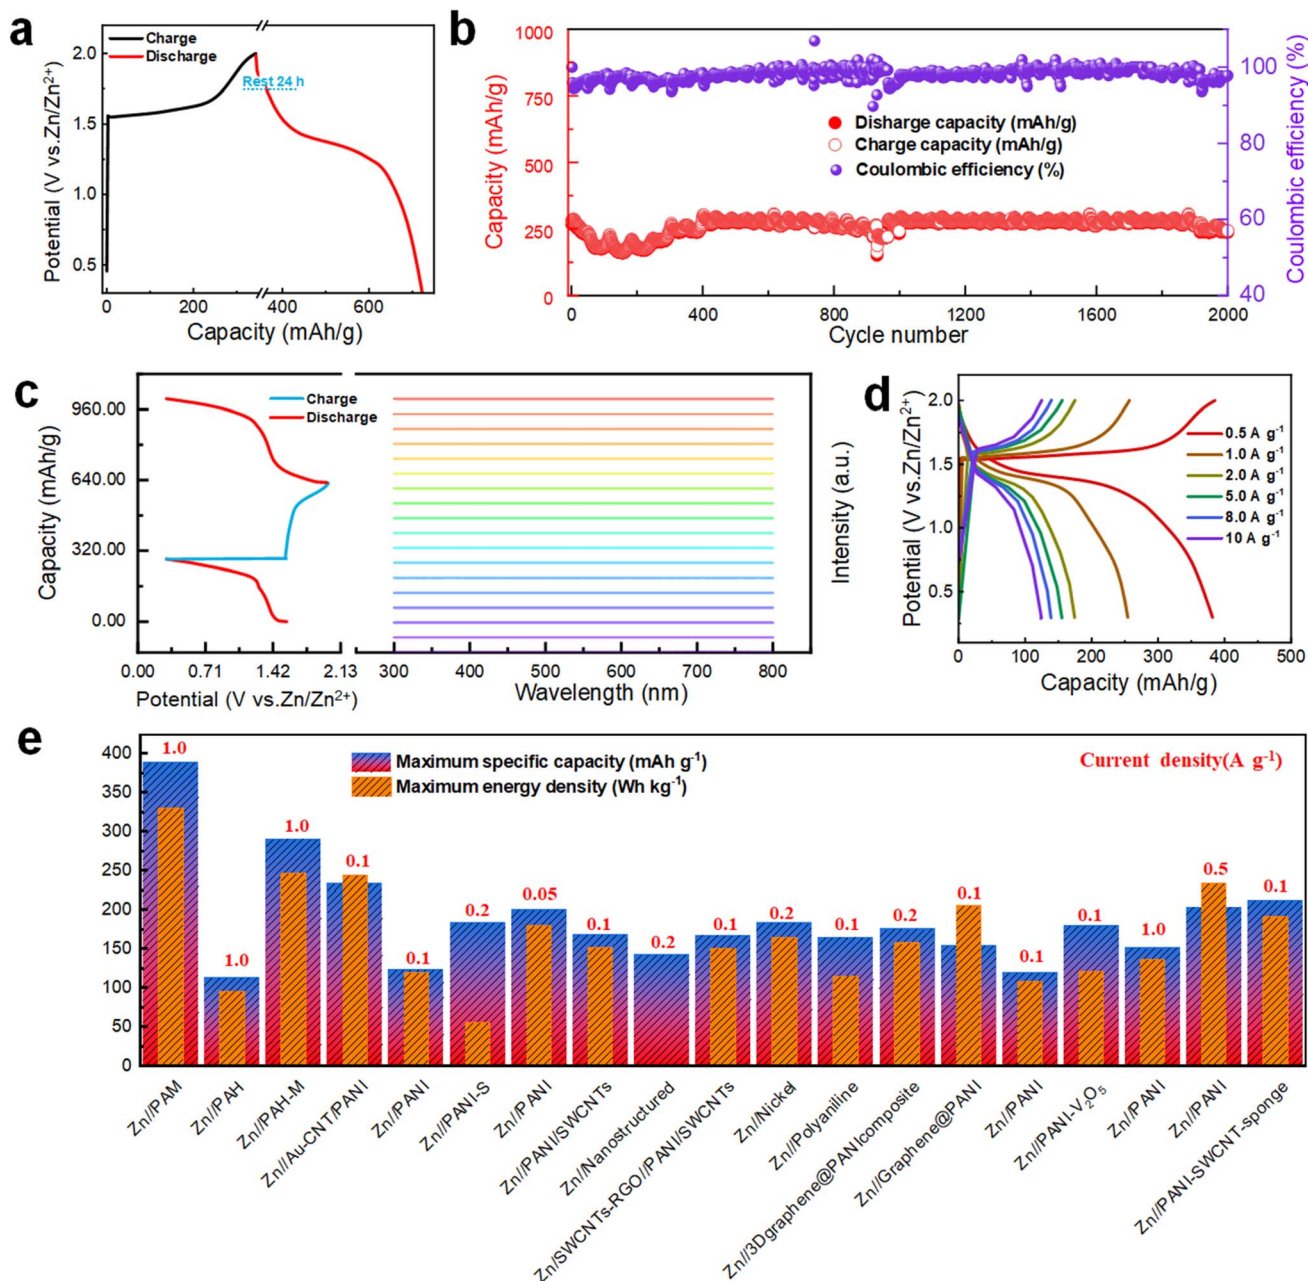 a
Charge
Discharge
Rest 24 h
2.0
1.5
1.0
0.5
Potential (V vs.Zn/Zn²⁺)
0 200 400 600
Capacity (mAh/g)
b
1000
750
500
250
0
Capacity (mAh/g)
Disharge capacity (mAh/g)
Charge capacity (mAh/g)
Coulombic efficiency (%)
100
80
60
40
Coulombic efficiency (%)
0 400 800 1200 1600 2000
Cycle number
c
Charge
Discharge
960.00
640.00
320.00
0.00
Capacity (mAh/g)
0.00 0.71 1.42 2.13
Potential (V vs.Zn/Zn²⁺)
300 400 500 600 700 800
Wavelength (nm)
Intensity (a.u.)
d
2.0
1.5
1.0
0.5
Potential (V vs.Zn/Zn²⁺)
0.5 A g⁻¹
1.0 A g⁻¹
2.0 A g⁻¹
5.0 A g⁻¹
8.0 A g⁻¹
10 A g⁻¹
0 100 200 300 400 500
Capacity (mAh/g)
e
Maximum specific capacity (mAh g⁻¹)
Maximum energy density (Wh kg⁻¹)
Current density(A g⁻¹)
400
350
300
250
200
150
100
50
0
1.0 1.0 1.0 0.1 0.1 0.2 0.05 0.1 0.2 0.1 0.2 0.1 0.2 0.1 0.1 0.1 1.0 0.5 0.1
Zn//PAM
Zn//PAH
Zn//PAH-M
Zn//Au-CNT/PANI
Zn//PANI
Zn//PANI-S
Zn//PANI
Zn//PANI/SWCNTs
Zn//Nanostructured
Zn/SWCNTs-RGO//PANI/SWCNTs
Zn//Nickel
Zn//Polyaniline
Zn//3Dgraphene@PANIcomposite
Zn//Graphene@PANI
Zn//PANI
Zn//PANI-V₂O₅
Zn//PANI
Zn//PANI
Zn//PANI-SWCNT-sponge